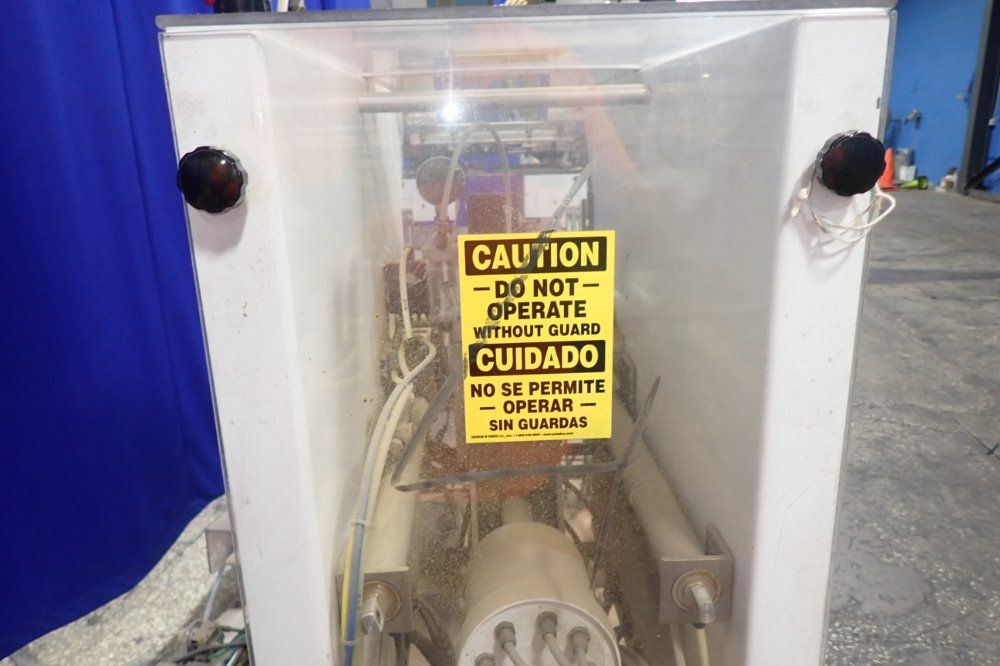 CAUTION
— DO NOT —
OPERATE
WITHOUT GUARD
CUIDADO
NO SE PERMITE
— OPERAR —
SIN GUARDAS